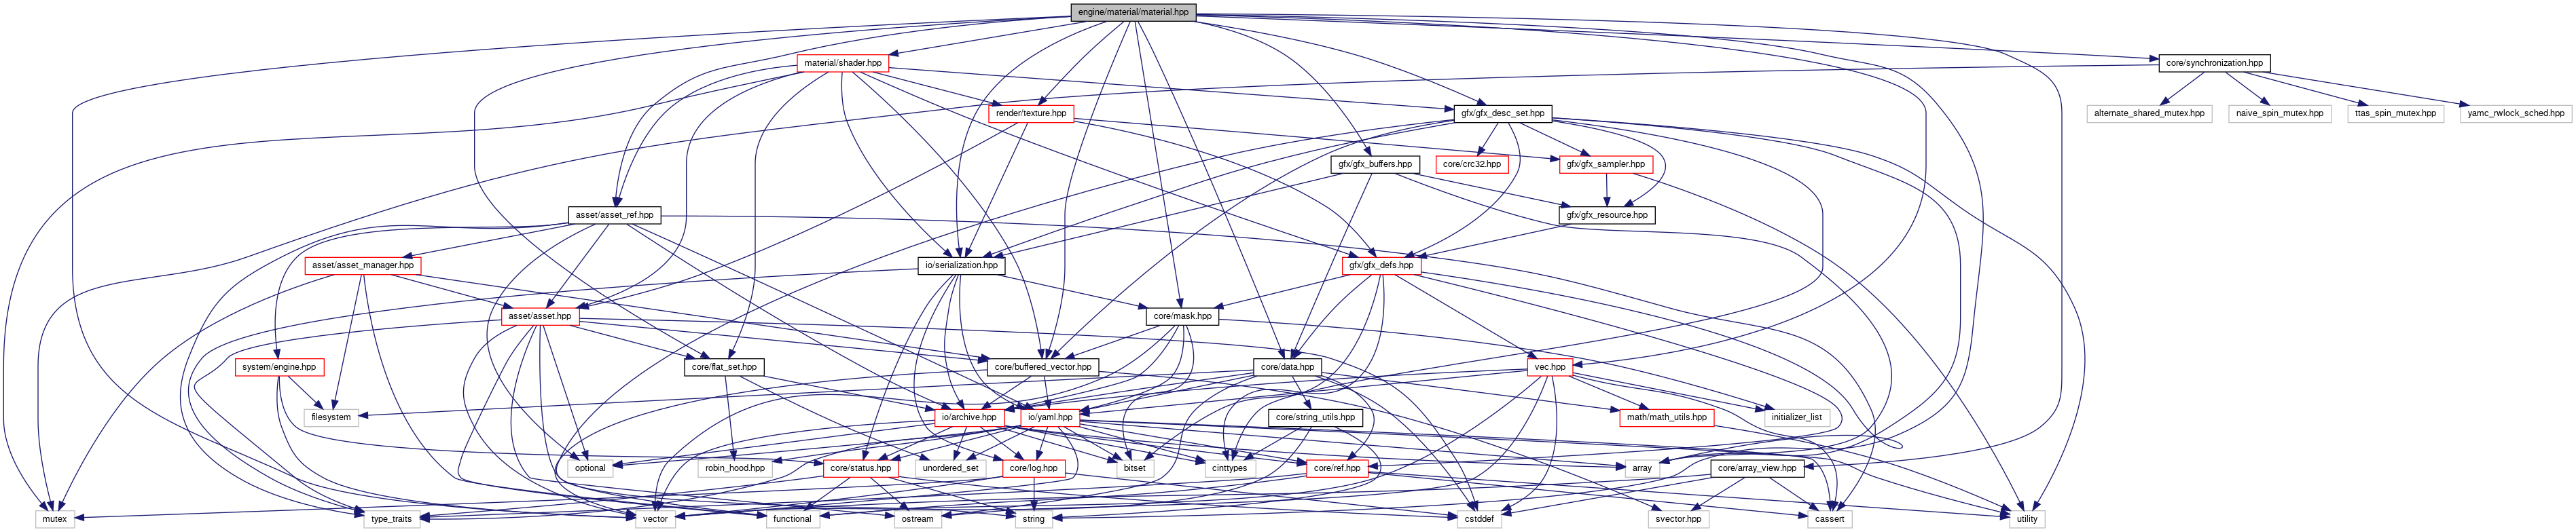 engine/material/material.hpp
material/shader.hpp
core/synchronization.hpp
render/texture.hpp
gfx/gfx_desc_set.hpp
alternate_shared_mutex.hpp
naive_spin_mutex.hpp
ttas_spin_mutex.hpp
yamc_rwlock_sched.hpp
gfx/gfx_buffers.hpp
core/crc32.hpp
gfx/gfx_sampler.hpp
asset/asset_ref.hpp
gfx/gfx_resource.hpp
asset/asset_manager.hpp
io/serialization.hpp
gfx/gfx_defs.hpp
asset/asset.hpp
core/mask.hpp
system/engine.hpp
core/flat_set.hpp
core/buffered_vector.hpp
core/data.hpp
vec.hpp
filesystem
io/archive.hpp
io/yaml.hpp
core/string_utils.hpp
math/math_utils.hpp
initializer_list
optional
robin_hood.hpp
core/status.hpp
unordered_set
core/log.hpp
bitset
cinttypes
core/ref.hpp
array
core/array_view.hpp
mutex
type_traits
vector
functional
ostream
string
cstddef
svector.hpp
cassert
utility